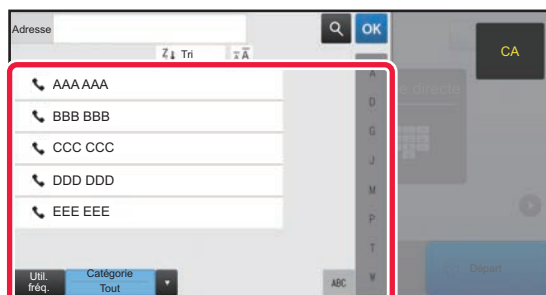 Adresse
OK
CA
Z Tri
A A
A
AAA AAA
D
e directe
BBB BBB
G
CCC CCC
J
DDD DDD
M
EEE EEE
P
T
Util.
fréq.
Catégorie
Tout
ABC
W
Départ